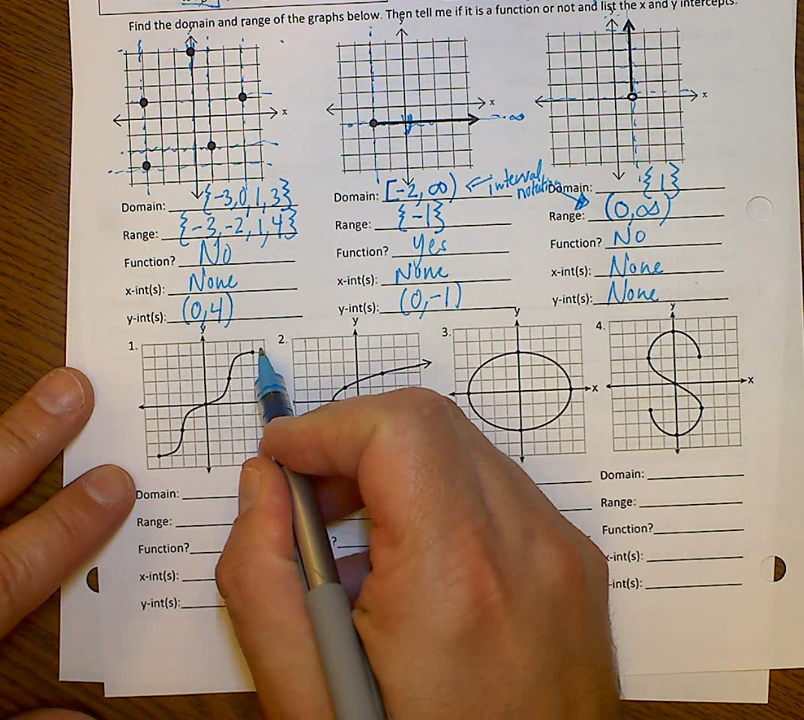 Find the domain and range of the graphs below. Then tell me if it is a function or not and list the x and y intercepts.
y
x
x
x
Domain: {-3,0,1,3}
Range: {-3,-2,1,4}
Function? No
x-int(s): None
y-int(s): (0,4)
Domain: [-2,∞) ← interval notation
Range: {-1}
Function? yes
x-int(s): None
y-int(s): (0,-1)
-∞
Domain: {1}
Range: (0,∞)
Function? No
x-int(s): None
y-int(s): None
1.
y
2.
y
3.
y
x
4.
y
x
Domain:
Range:
Function?
x-int(s):
y-int(s):
?
Domain:
Range:
Function?
x-int(s):
-int(s):